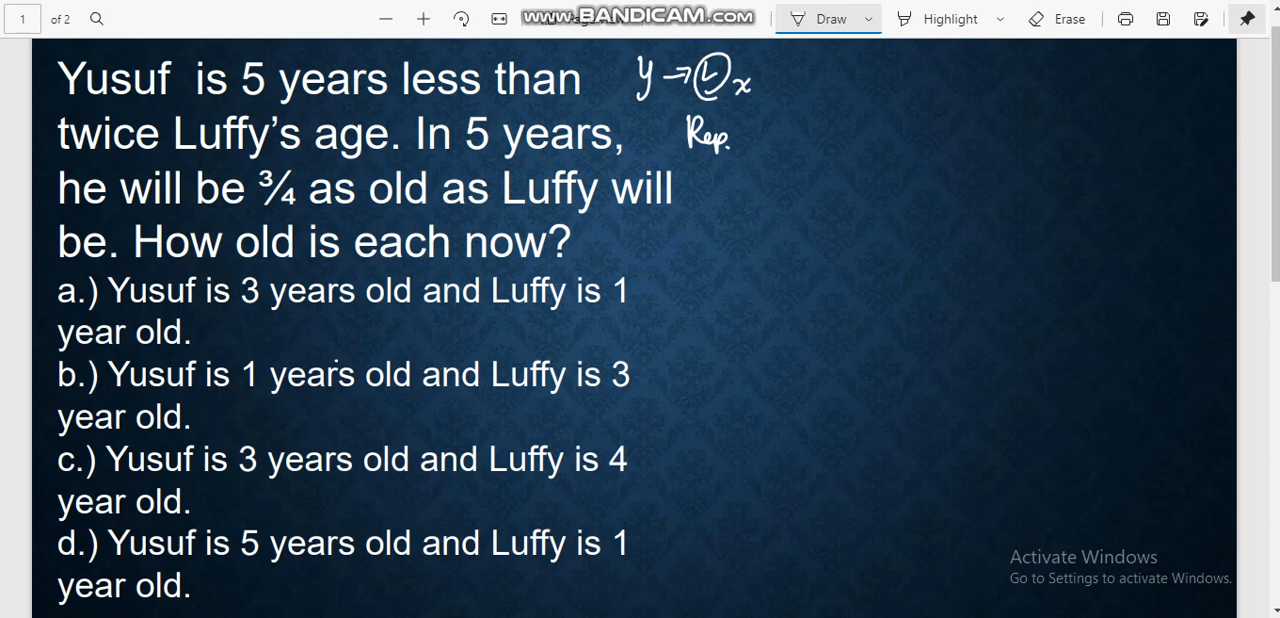 1 of 2 www.BANDICAM.com Draw Highlight Erase
Yusuf is 5 years less than y → L x
twice Luffy's age. In 5 years, Rep.
he will be ¾ as old as Luffy will
be. How old is each now?
a.) Yusuf is 3 years old and Luffy is 1
year old.
b.) Yusuf is 1 years old and Luffy is 3
year old.
c.) Yusuf is 3 years old and Luffy is 4
year old.
d.) Yusuf is 5 years old and Luffy is 1
year old.
Activate Windows
Go to Settings to activate Windows.